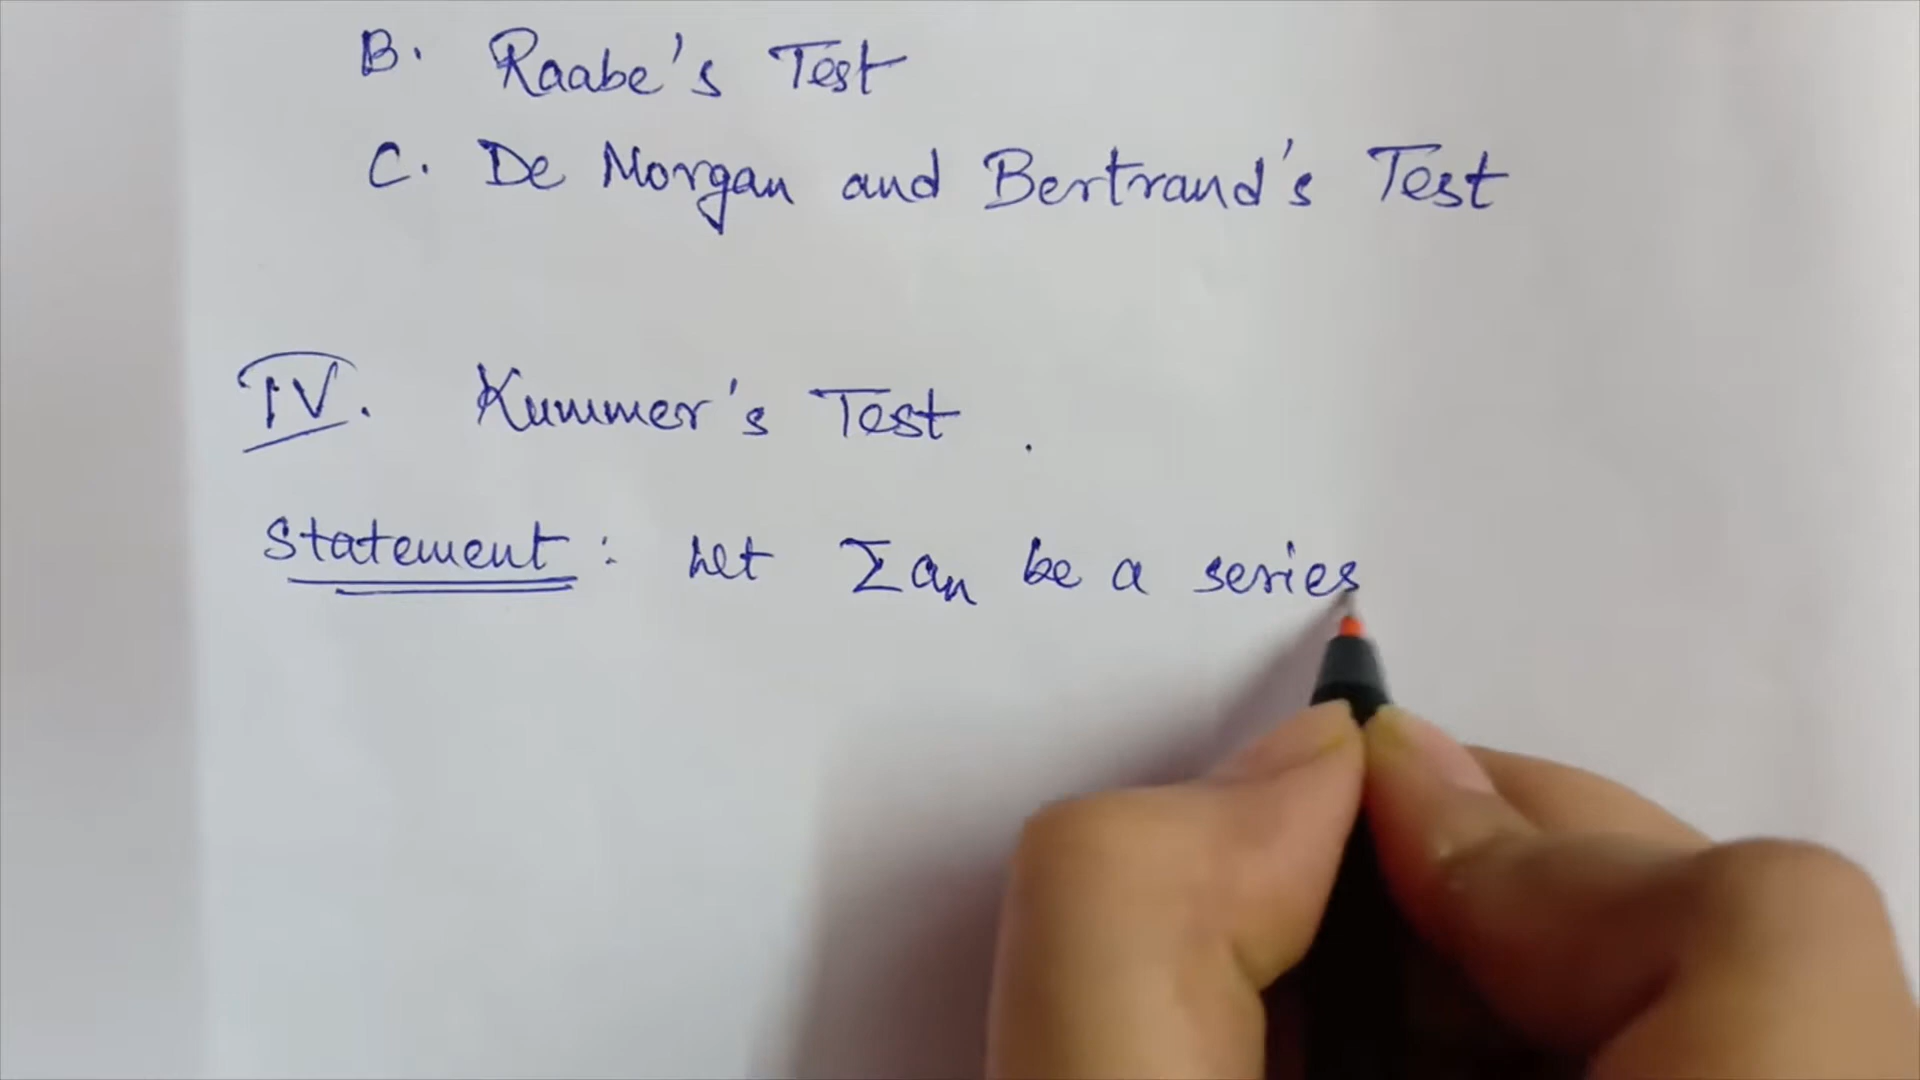 B. Raabe's Test
C. De Morgan and Bertrand's Test
IV. Kummer's Test.
Statement: Let Σan be a series